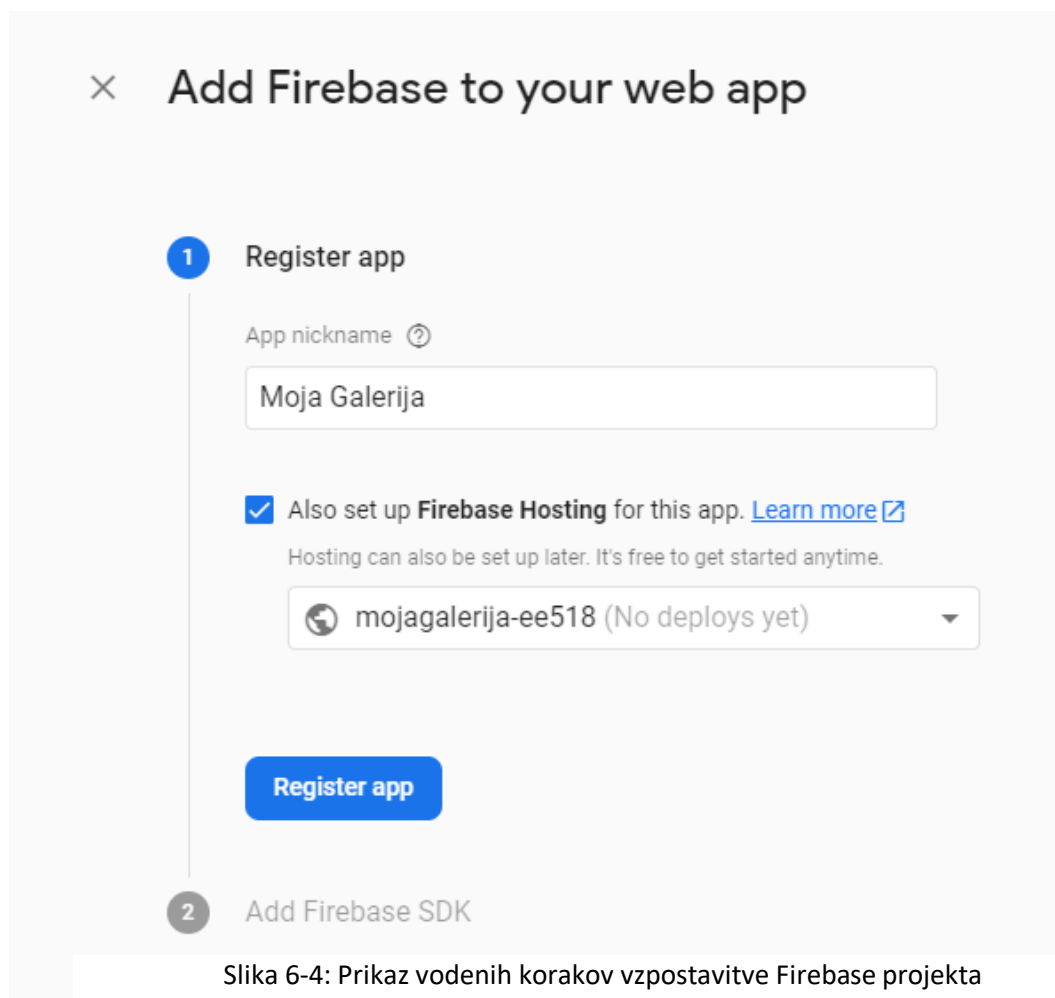 Add Firebase to your web app
1 Register app
App nickname
Moja Galerija
Also set up Firebase Hosting for this app. Learn more
Hosting can also be set up later. It's free to get started anytime.
mojagalerija-ee518 (No deploys yet)
Register app
2 Add Firebase SDK
Slika 6-4: Prikaz vodenih korakov vzpostavitve Firebase projekta